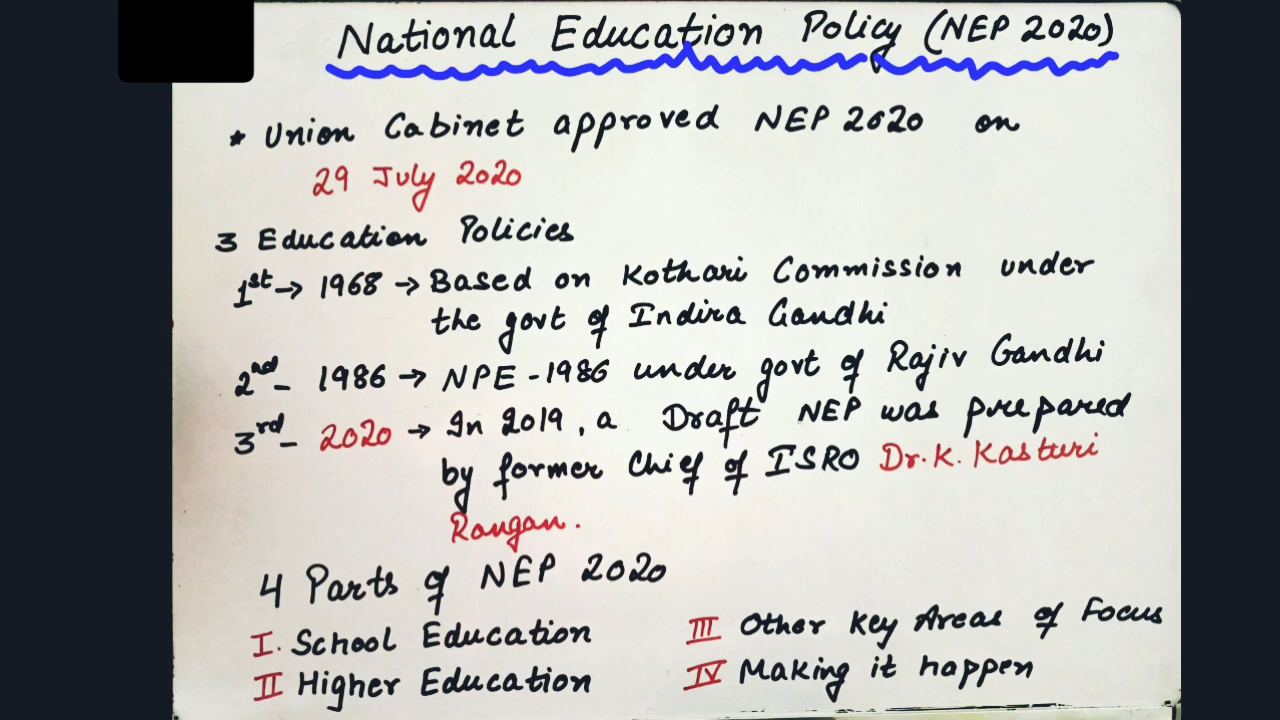 National Education Policy (NEP 2020)
* Union Cabinet approved NEP 2020 on
29 July 2020
3 Education Policies
1st → 1968 → Based on Kothari Commission under
the govt of Indira Gandhi
2nd - 1986 → NPE - 1986 under govt of Rajiv Gandhi
3rd - 2020 → In 2019, a Draft NEP was prepared
by former Chief of ISRO Dr. K. Kasturi
Rangan.
4 Parts of NEP 2020
I. School Education
II Higher Education
III Other Key Areas of Focus
IV Making it happen